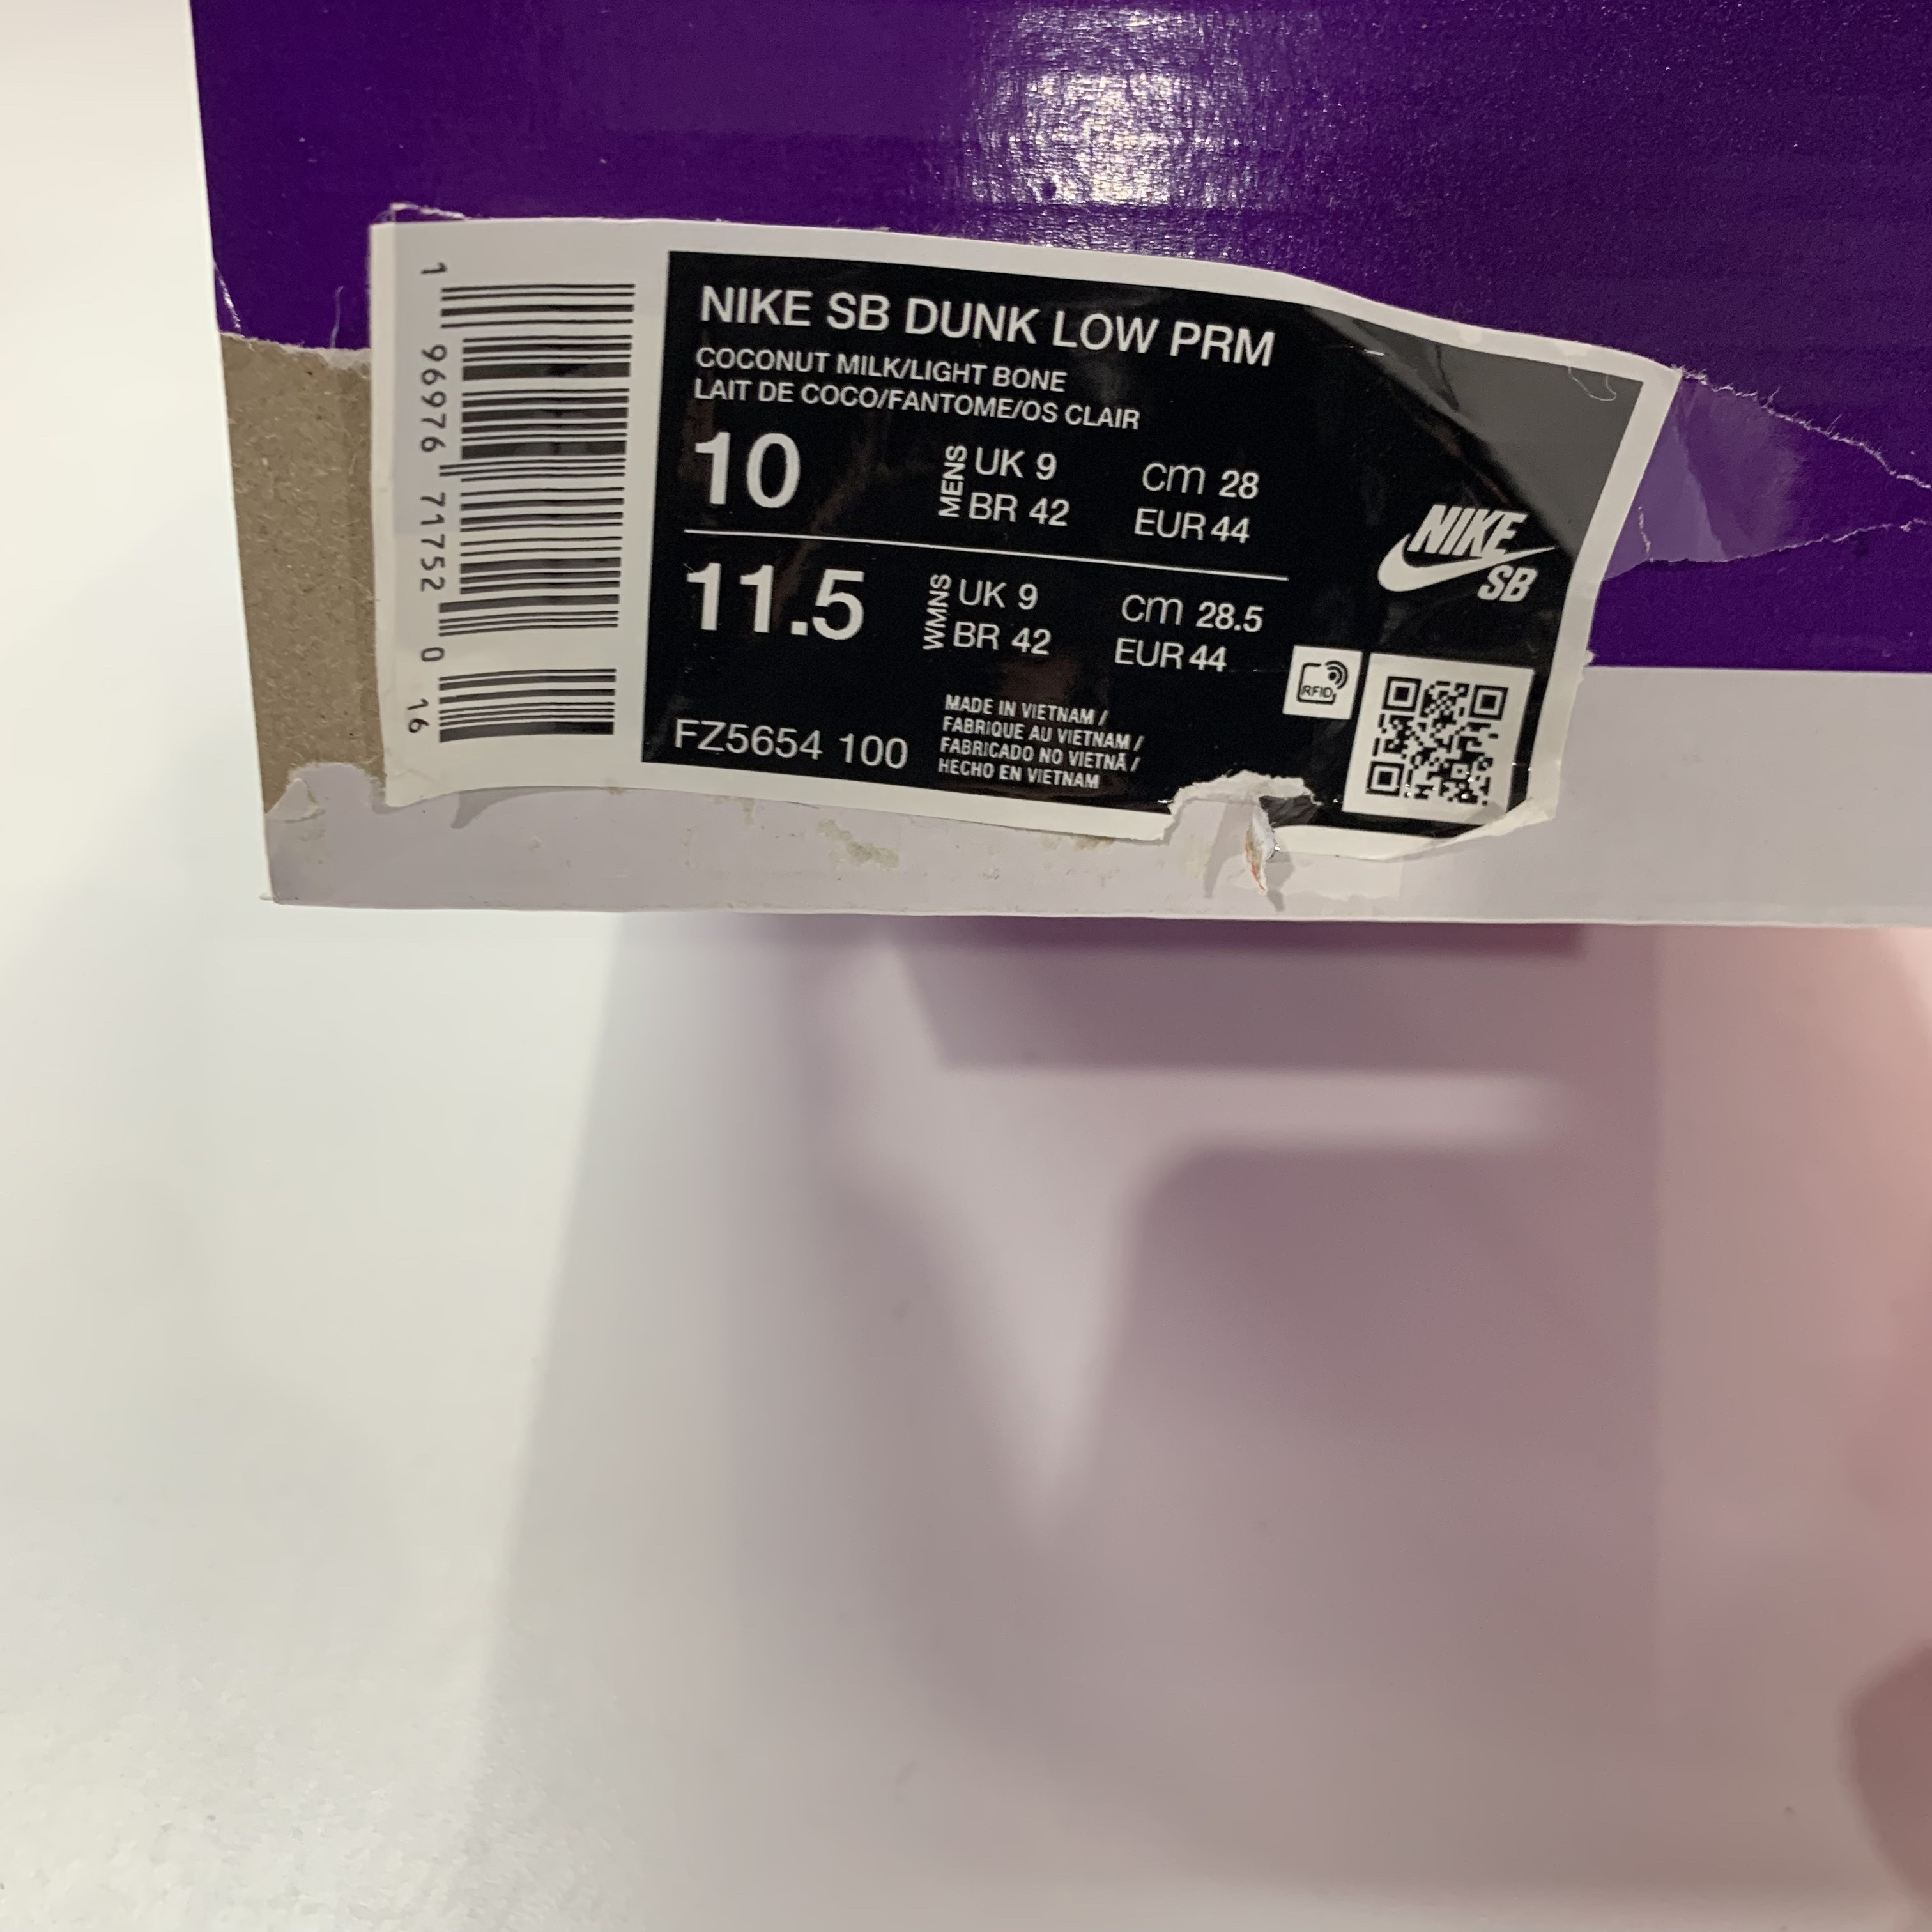 NIKE SB DUNK LOW PRM
COCONUT MILK/LIGHT BONE
LAIT DE COCO/FANTOME/OS CLAIR
10 MENS UK 9 cm 28
BR 42 EUR 44
11.5 WMNS UK 9 cm 28.5
BR 42 EUR 44
FZ5654 100
MADE IN VIETNAM /
FABRIQUE AU VIETNAM /
FABRICADO NO VIETNÃ /
HECHO EN VIETNAM
NIKE
SB
RFID
1 96976 71752 0 16